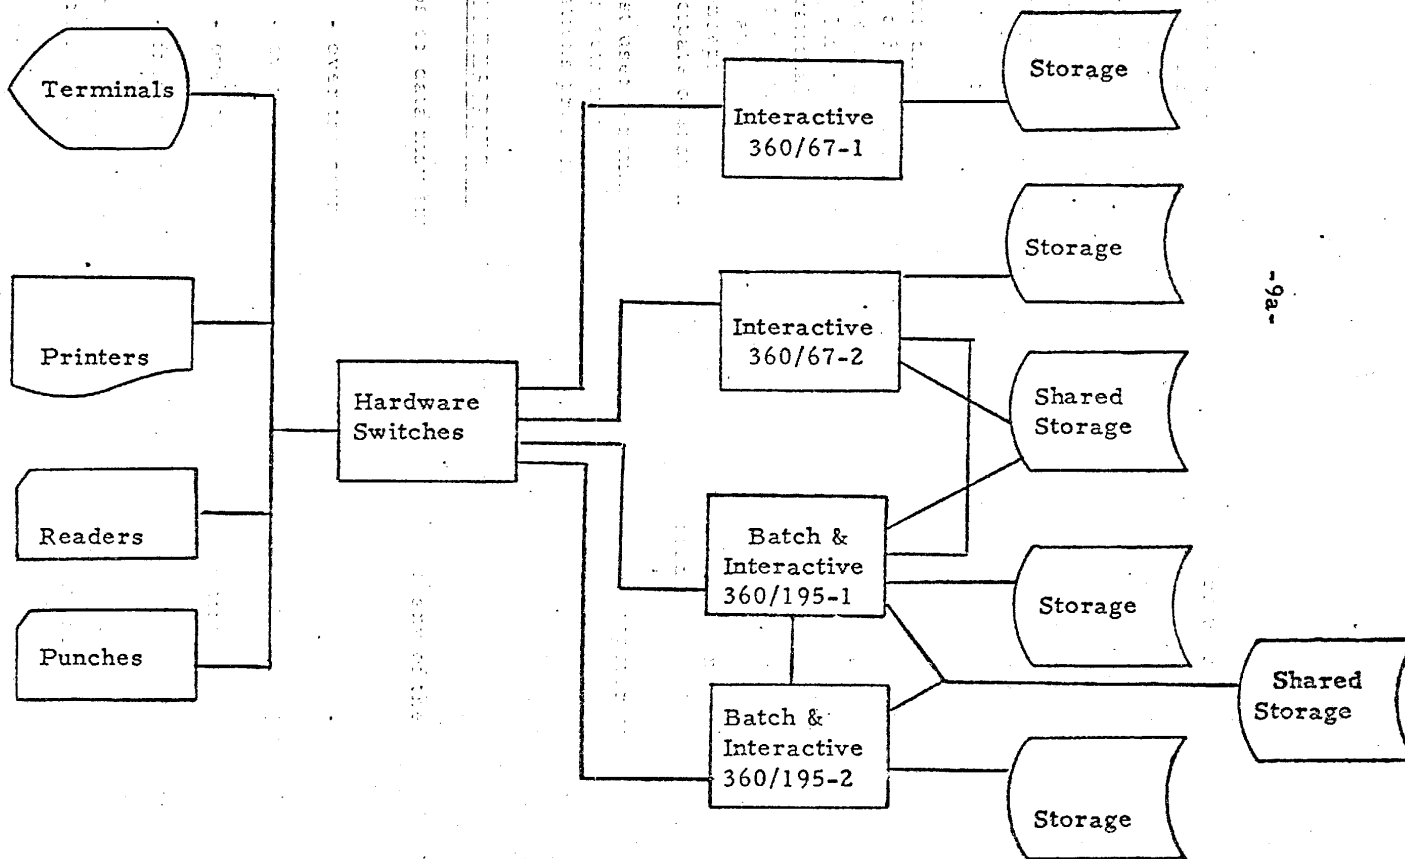 Terminals
Printers
Readers
Punches
Hardware
Switches
Interactive
360/67-1
Interactive
360/67-2
Batch &
Interactive
360/195-1
Batch &
Interactive
360/195-2
Storage
Storage
Shared
Storage
Storage
Shared
Storage
Storage
-9a-